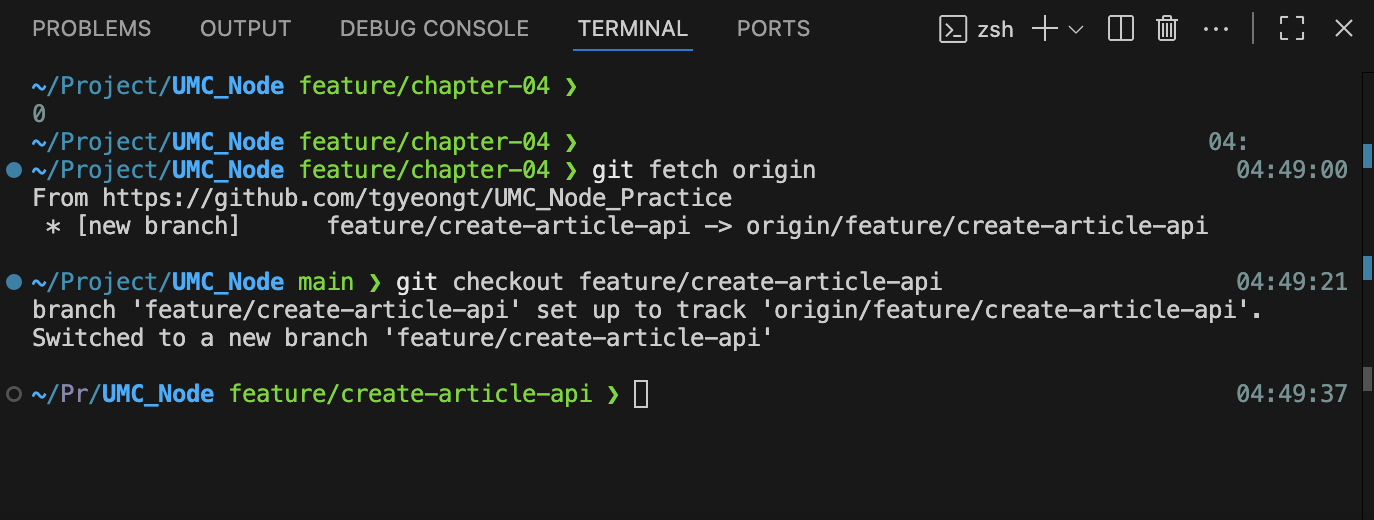 PROBLEMS OUTPUT DEBUG CONSOLE TERMINAL PORTS zsh
~/Project/UMC_Node feature/chapter-04 ❯
0
~/Project/UMC_Node feature/chapter-04 ❯ 04:
~/Project/UMC_Node feature/chapter-04 ❯ git fetch origin 04:49:00
From https://github.com/tgyeongt/UMC_Node_Practice
 * [new branch]      feature/create-article-api -> origin/feature/create-article-api
~/Project/UMC_Node main ❯ git checkout feature/create-article-api 04:49:21
branch 'feature/create-article-api' set up to track 'origin/feature/create-article-api'.
Switched to a new branch 'feature/create-article-api'
~/Pr/UMC_Node feature/create-article-api ❯ 04:49:37